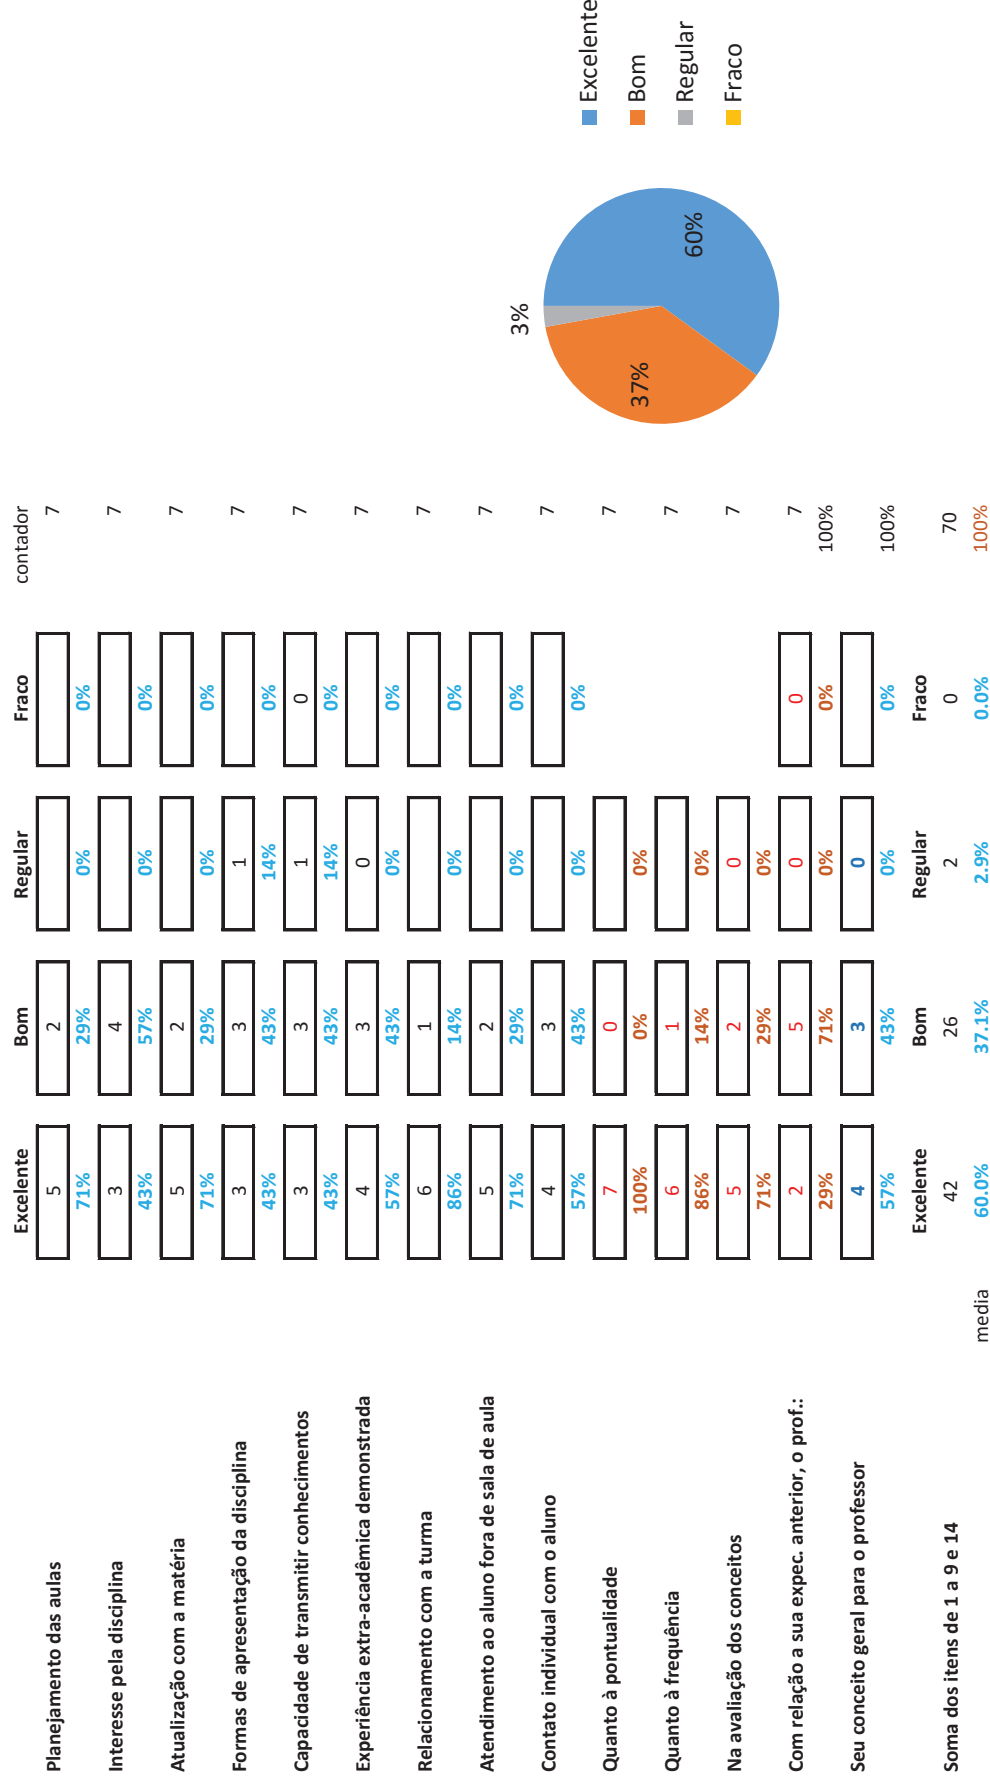 Excelente Bom Regular Fraco contador
Planejamento das aulas 5 2 7
71% 29% 0% 0%
Interesse pela disciplina 3 4 7
43% 57% 0% 0%
Atualização com a matéria 5 2 7
71% 29% 0% 0%
Formas de apresentação da disciplina 3 3 1 7
43% 43% 14% 0%
Capacidade de transmitir conhecimentos 3 3 1 0 7
43% 43% 14% 0%
Experiência extra-acadêmica demonstrada 4 3 0 7
57% 43% 0% 0%
Relacionamento com a turma 6 1 7
86% 14% 0% 0%
Atendimento ao aluno fora de sala de aula 5 2 7
71% 29% 0% 0%
Contato individual com o aluno 4 3 7
57% 43% 0% 0%
Quanto à pontualidade 7 0 7
100% 0% 0%
Quanto à frequência 6 1 7
86% 14% 0%
Na avaliação dos conceitos 5 2 0 7
71% 29% 0%
Com relação a sua expec. anterior, o prof.: 2 5 0 0 7
29% 71% 0% 0% 100%
Seu conceito geral para o professor 4 3 0
57% 43% 0% 0% 100%
Excelente Bom Regular Fraco
Soma dos itens de 1 a 9 e 14 42 26 2 0 70
media 60.0% 37.1% 2.9% 0.0% 100%
3%
37%
60%
Excelente
Bom
Regular
Fraco